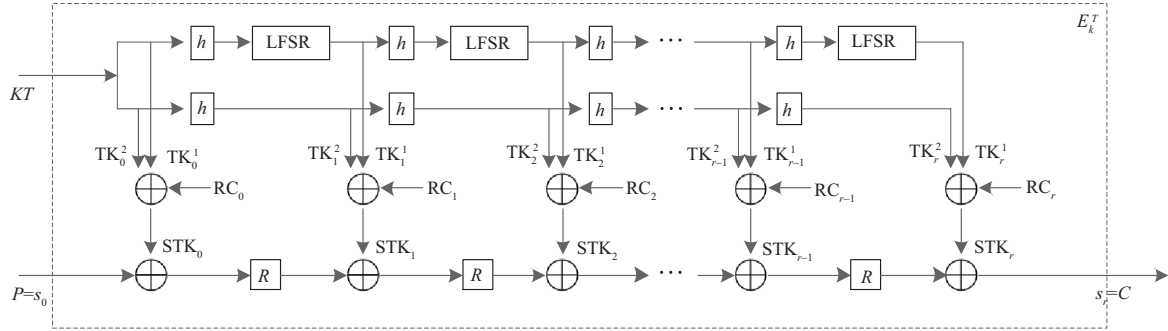 E_k^T
h LFSR h LFSR h ⋯ h LFSR
KT
h h h ⋯ h
TK_0^2 TK_0^1 TK_1^2 TK_1^1 TK_2^2 TK_2^1 TK_{r-1}^2 TK_{r-1}^1 TK_r^2 TK_r^1
RC_0 RC_1 RC_2 RC_{r-1} RC_r
STK_0 STK_1 STK_2 STK_{r-1} STK_r
R R ⋯ R
P=s_0 s_r=C